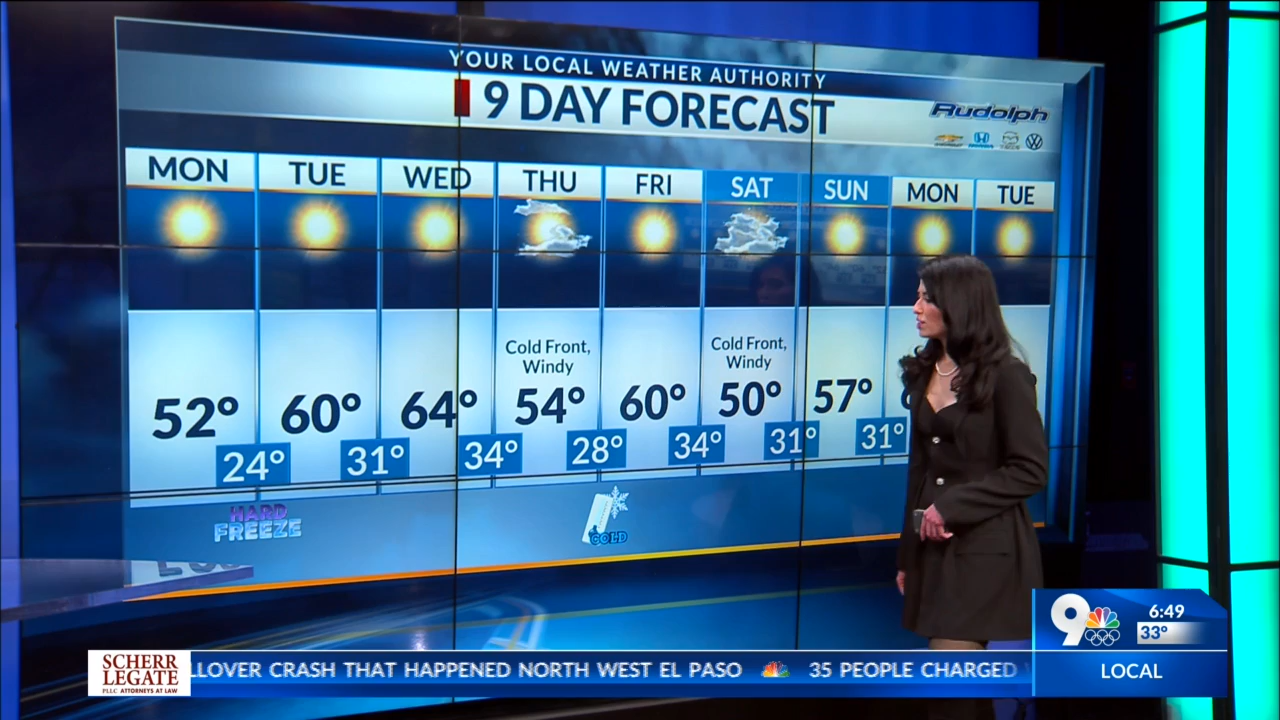 YOUR LOCAL WEATHER AUTHORITY
9 DAY FORECAST
Rudolph
MON TUE WED THU FRI SAT SUN MON TUE
Cold Front, Windy
Cold Front, Windy
52° 60° 64° 54° 60° 50° 57°
24° 31° 34° 28° 34° 31° 31°
HARD FREEZE
COLD
9
6:49
33°
LOCAL
SCHERR LEGATE
PLLC ATTORNEYS AT LAW
LLOVER CRASH THAT HAPPENED NORTH WEST EL PASO 35 PEOPLE CHARGED